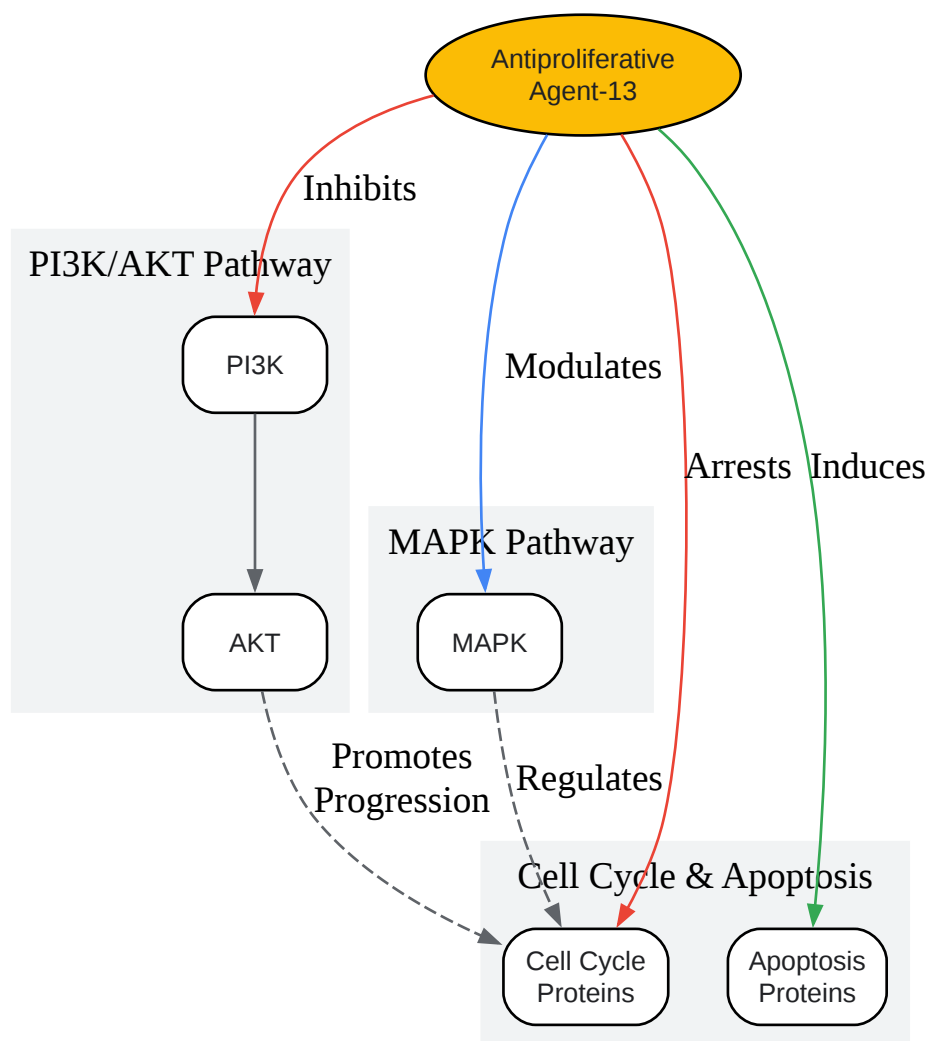 Antiproliferative
Agent-13
Inhibits
PI3K/AKT Pathway
PI3K
Modulates
Arrests
Induces
MAPK Pathway
AKT
MAPK
Promotes
Progression
Regulates
Cell Cycle & Apoptosis
Cell Cycle
Proteins
Apoptosis
Proteins